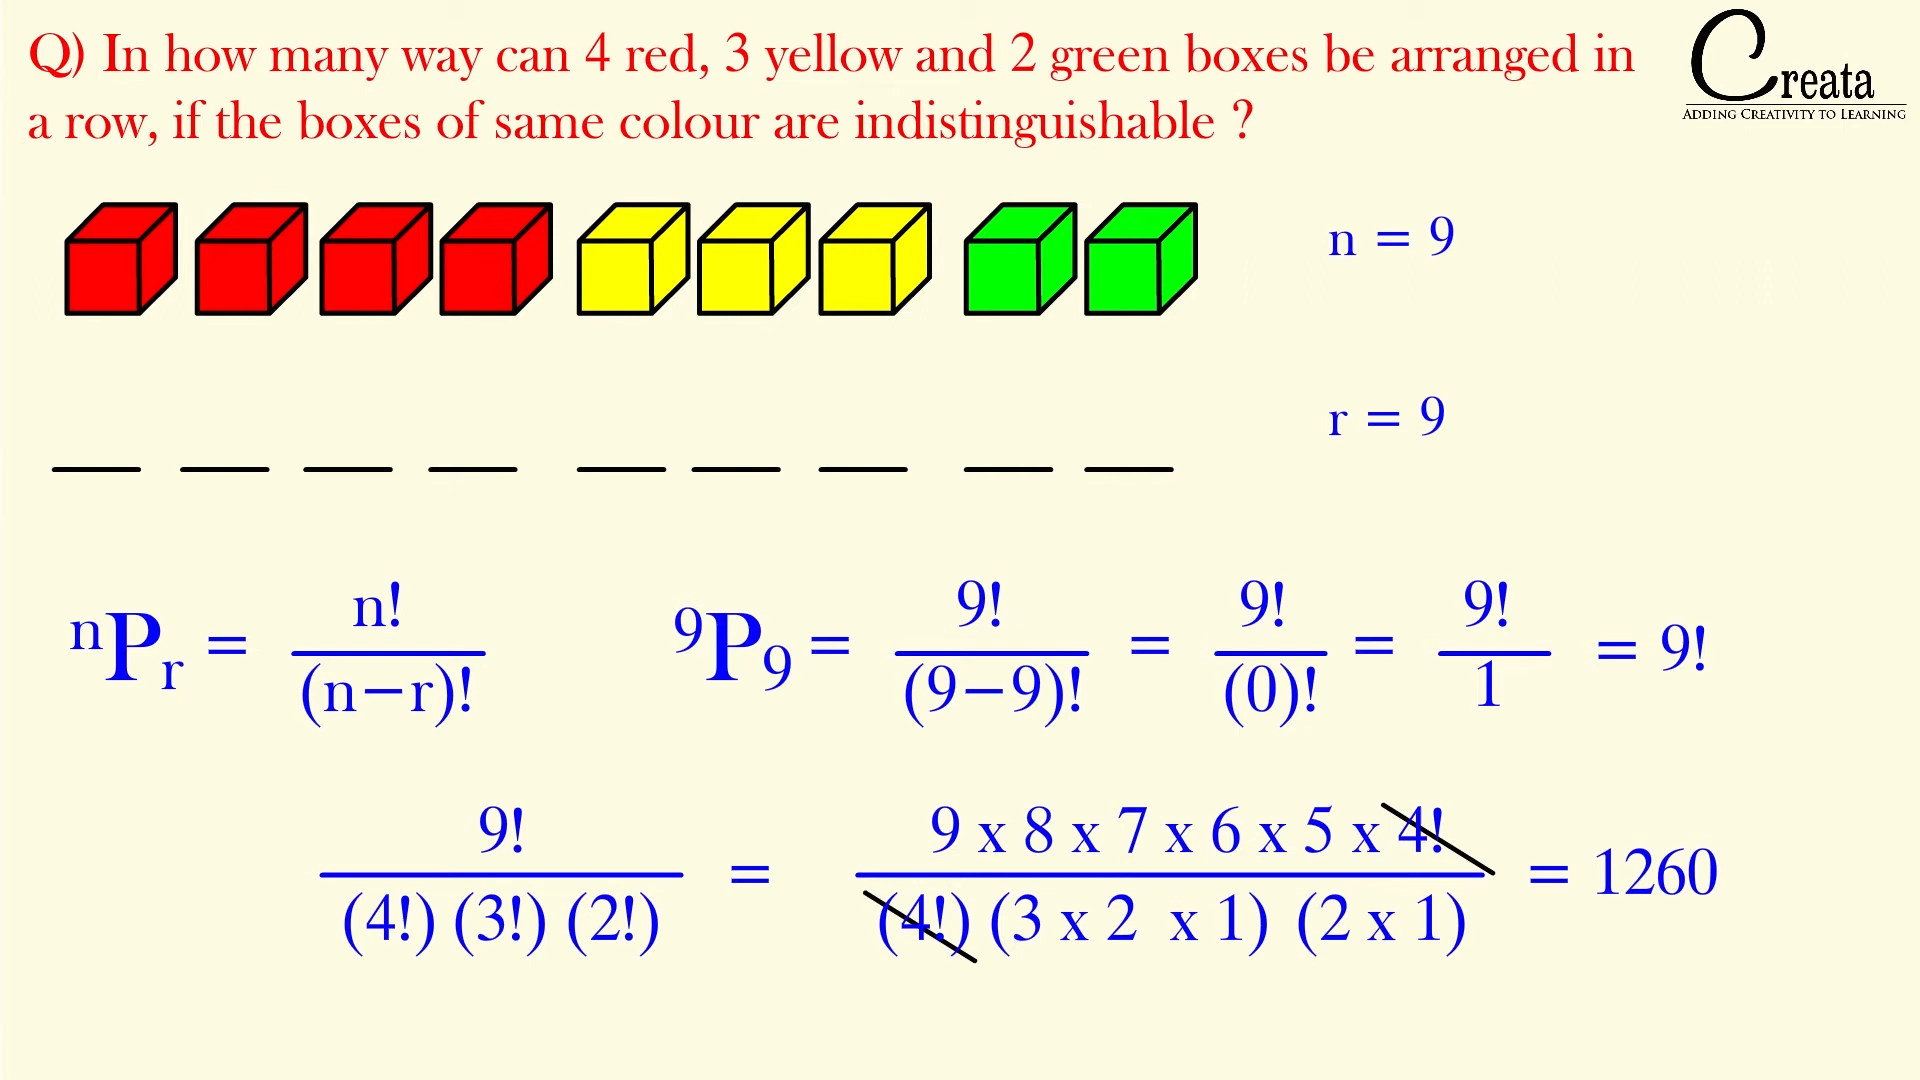 Q) In how many way can 4 red, 3 yellow and 2 green boxes be arranged in
a row, if the boxes of same colour are indistinguishable ?
Creata
ADDING CREATIVITY TO LEARNING
n = 9
r = 9
ⁿPᵣ = n! / (n−r)!
⁹P₉ = 9! / (9−9)! = 9! / (0)! = 9! / 1 = 9!
9! / (4!) (3!) (2!) = 9 x 8 x 7 x 6 x 5 x 4! / (4!) (3 x 2 x 1) (2 x 1) = 1260